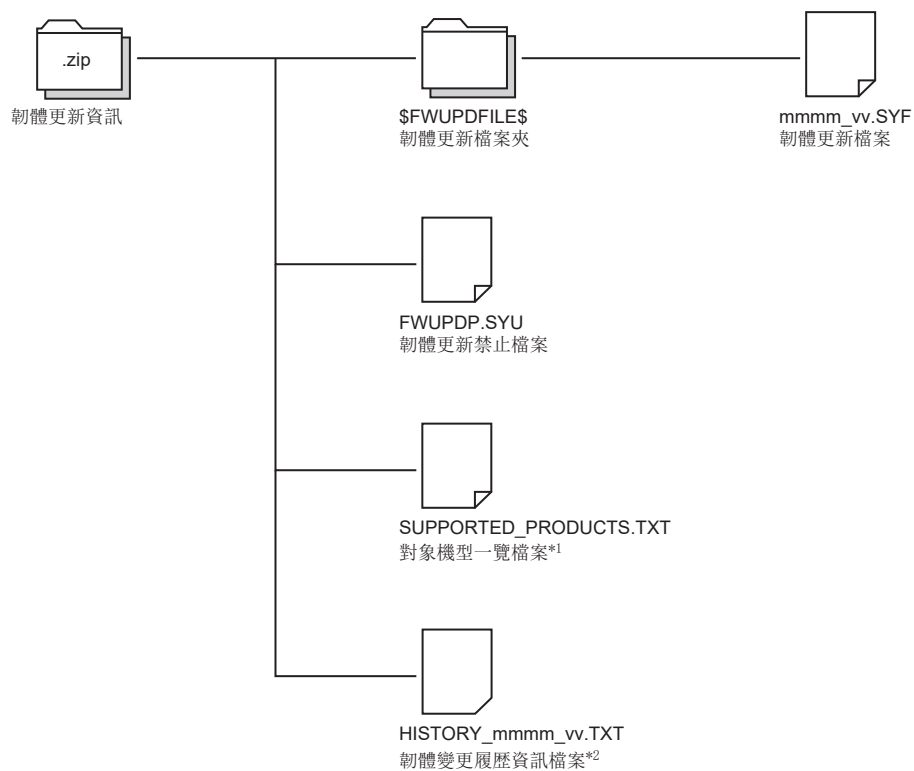 .zip
韌體更新資訊
$FWUPDFILE$
韌體更新檔案夾
mmmm_vv.SYF
韌體更新檔案
FWUPDP.SYU
韌體更新禁止檔案
SUPPORTED_PRODUCTS.TXT
對象機型一覽檔案*1
HISTORY_mmmm_vv.TXT
韌體變更履歷資訊檔案*2